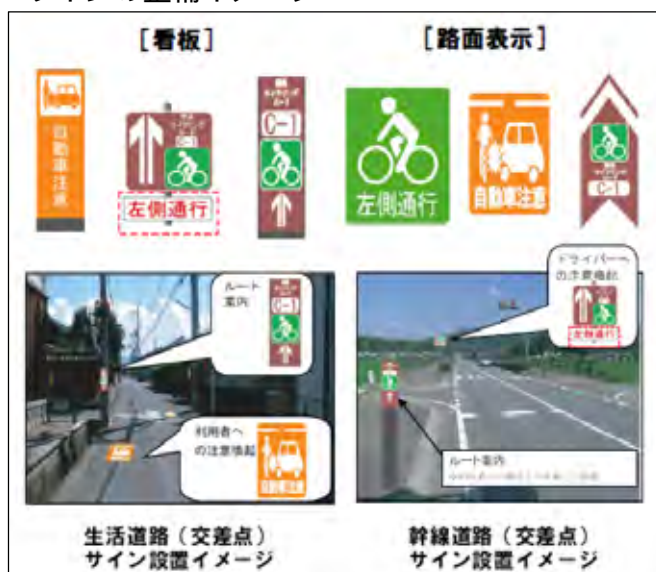 [看板]
[路面表示]
自動車注意
左側通行
C-1
左側通行
自動車注意
C-1
ルート
案内
C-1
利用者へ
の注意喚起
自動車注意
ドライバーへ
の注意喚起
左側通行
ルート案内
生活道路（交差点）
サイン設置イメージ
幹線道路（交差点）
サイン設置イメージ